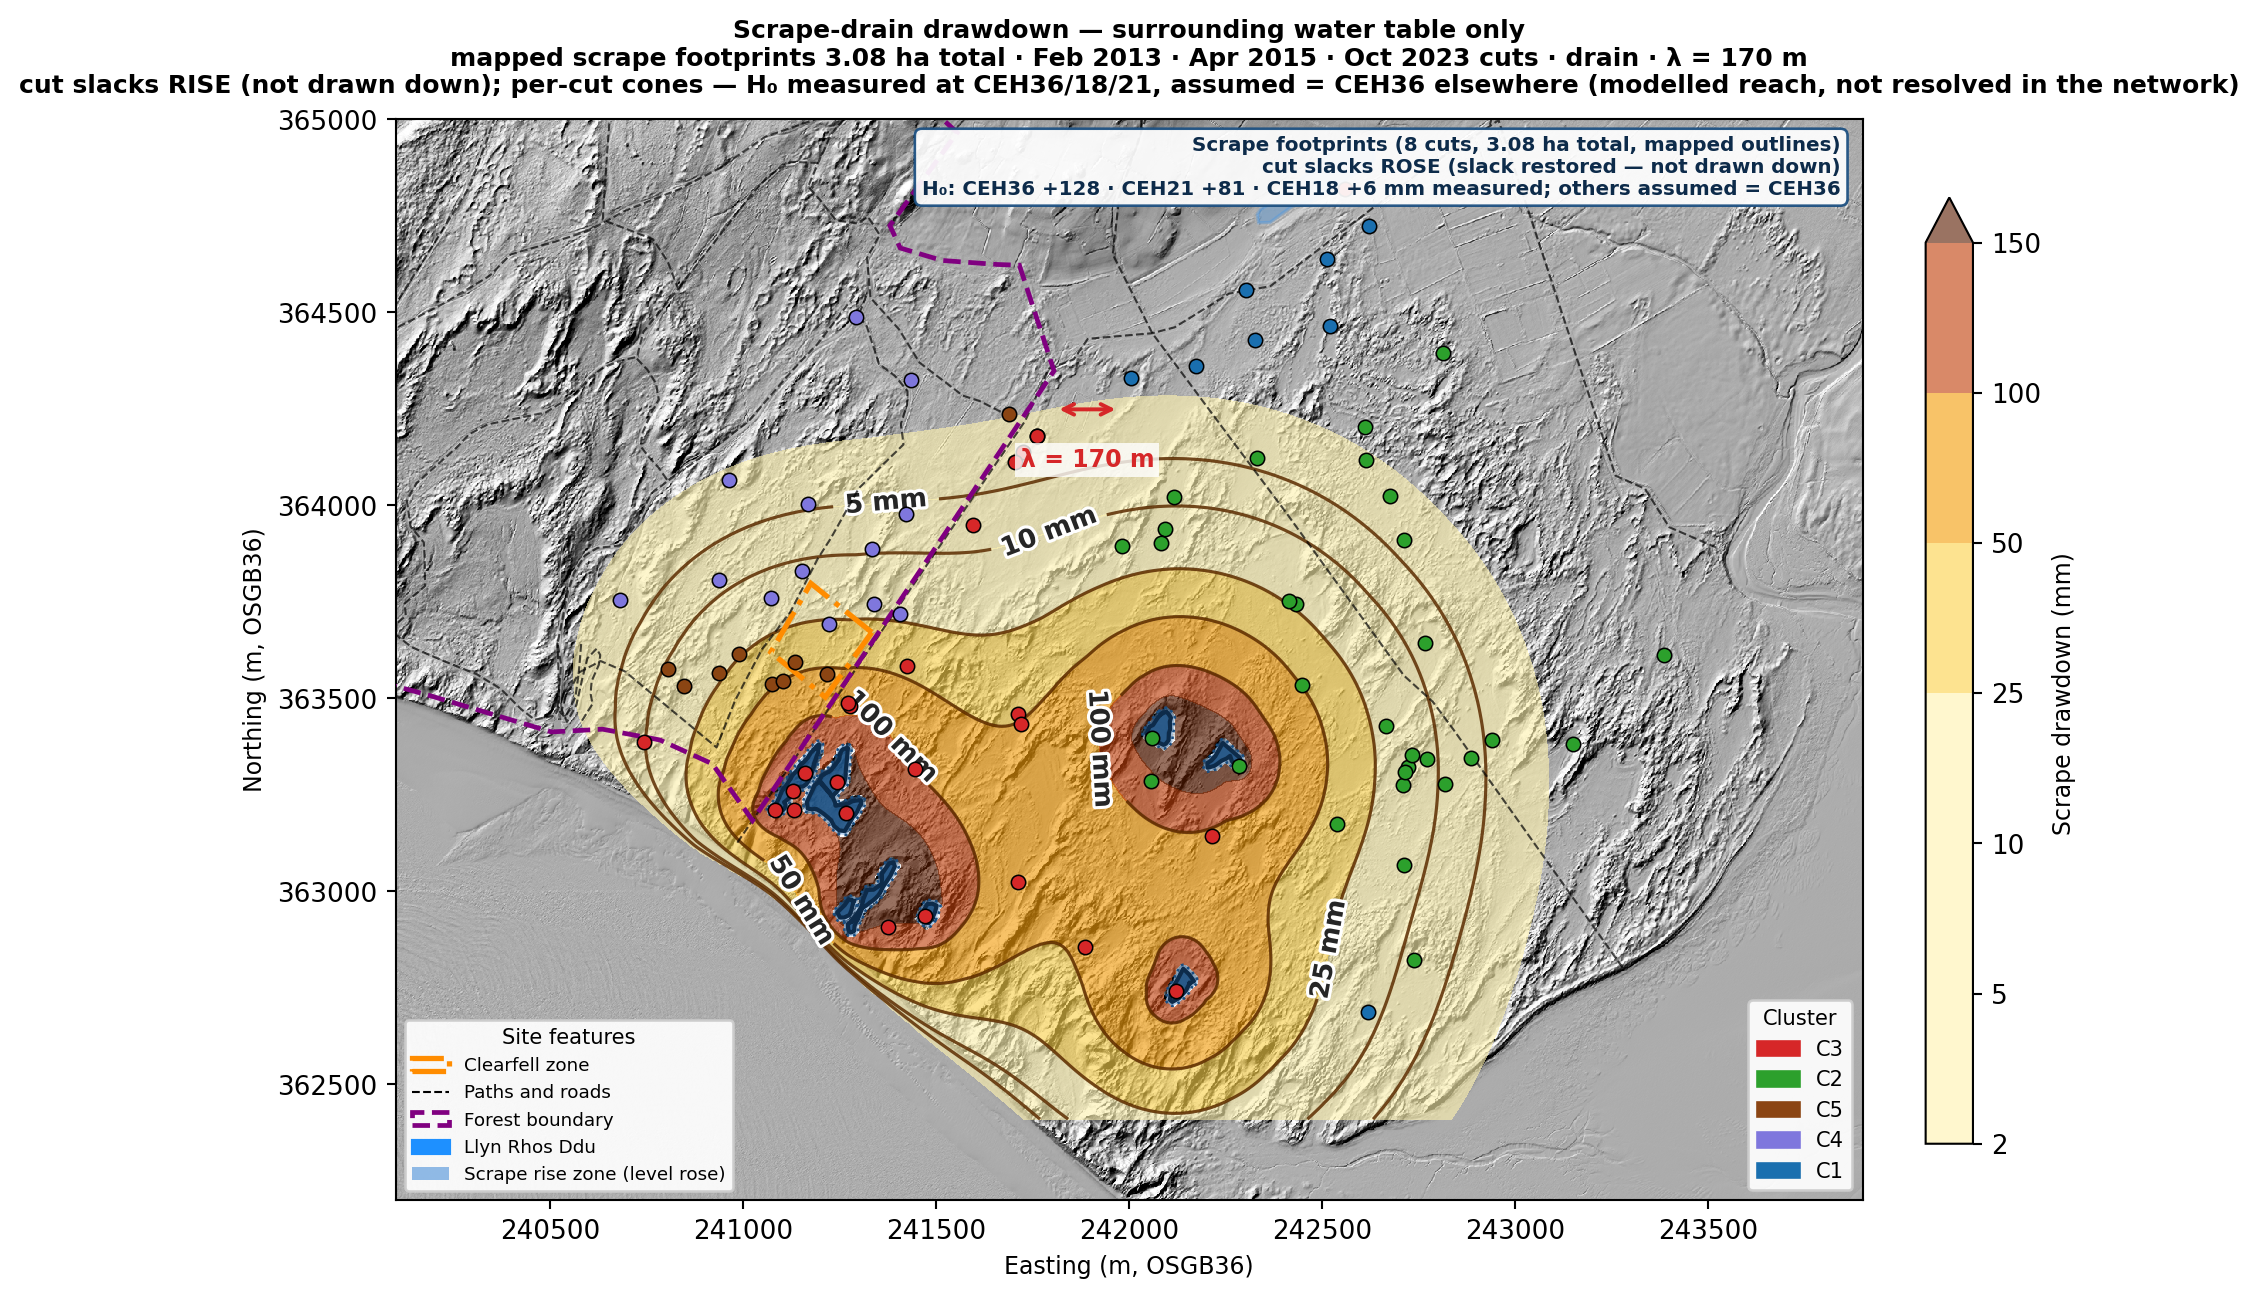 Scrape-drain drawdown — surrounding water table only
mapped scrape footprints 3.08 ha total · Feb 2013 · Apr 2015 · Oct 2023 cuts · drain · λ = 170 m
cut slacks RISE (not drawn down); per-cut cones — H₀ measured at CEH36/18/21, assumed = CEH36 elsewhere (modelled reach, not resolved in the network)
Scrape footprints (8 cuts, 3.08 ha total, mapped outlines)
cut slacks ROSE (slack restored — not drawn down)
H₀: CEH36 +128 · CEH21 +81 · CEH18 +6 mm measured; others assumed = CEH36
365000
364500
364000
363500
363000
362500
Northing (m, OSGB36)
λ = 170 m
5 mm
10 mm
100 mm
100 mm
50 mm
25 mm
Site features
Clearfell zone
Paths and roads
Forest boundary
Llyn Rhos Ddu
Scrape rise zone (level rose)
Cluster
C3
C2
C5
C4
C1
240500
241000
241500
242000
242500
243000
243500
Easting (m, OSGB36)
150
100
50
25
10
5
2
Scrape drawdown (mm)